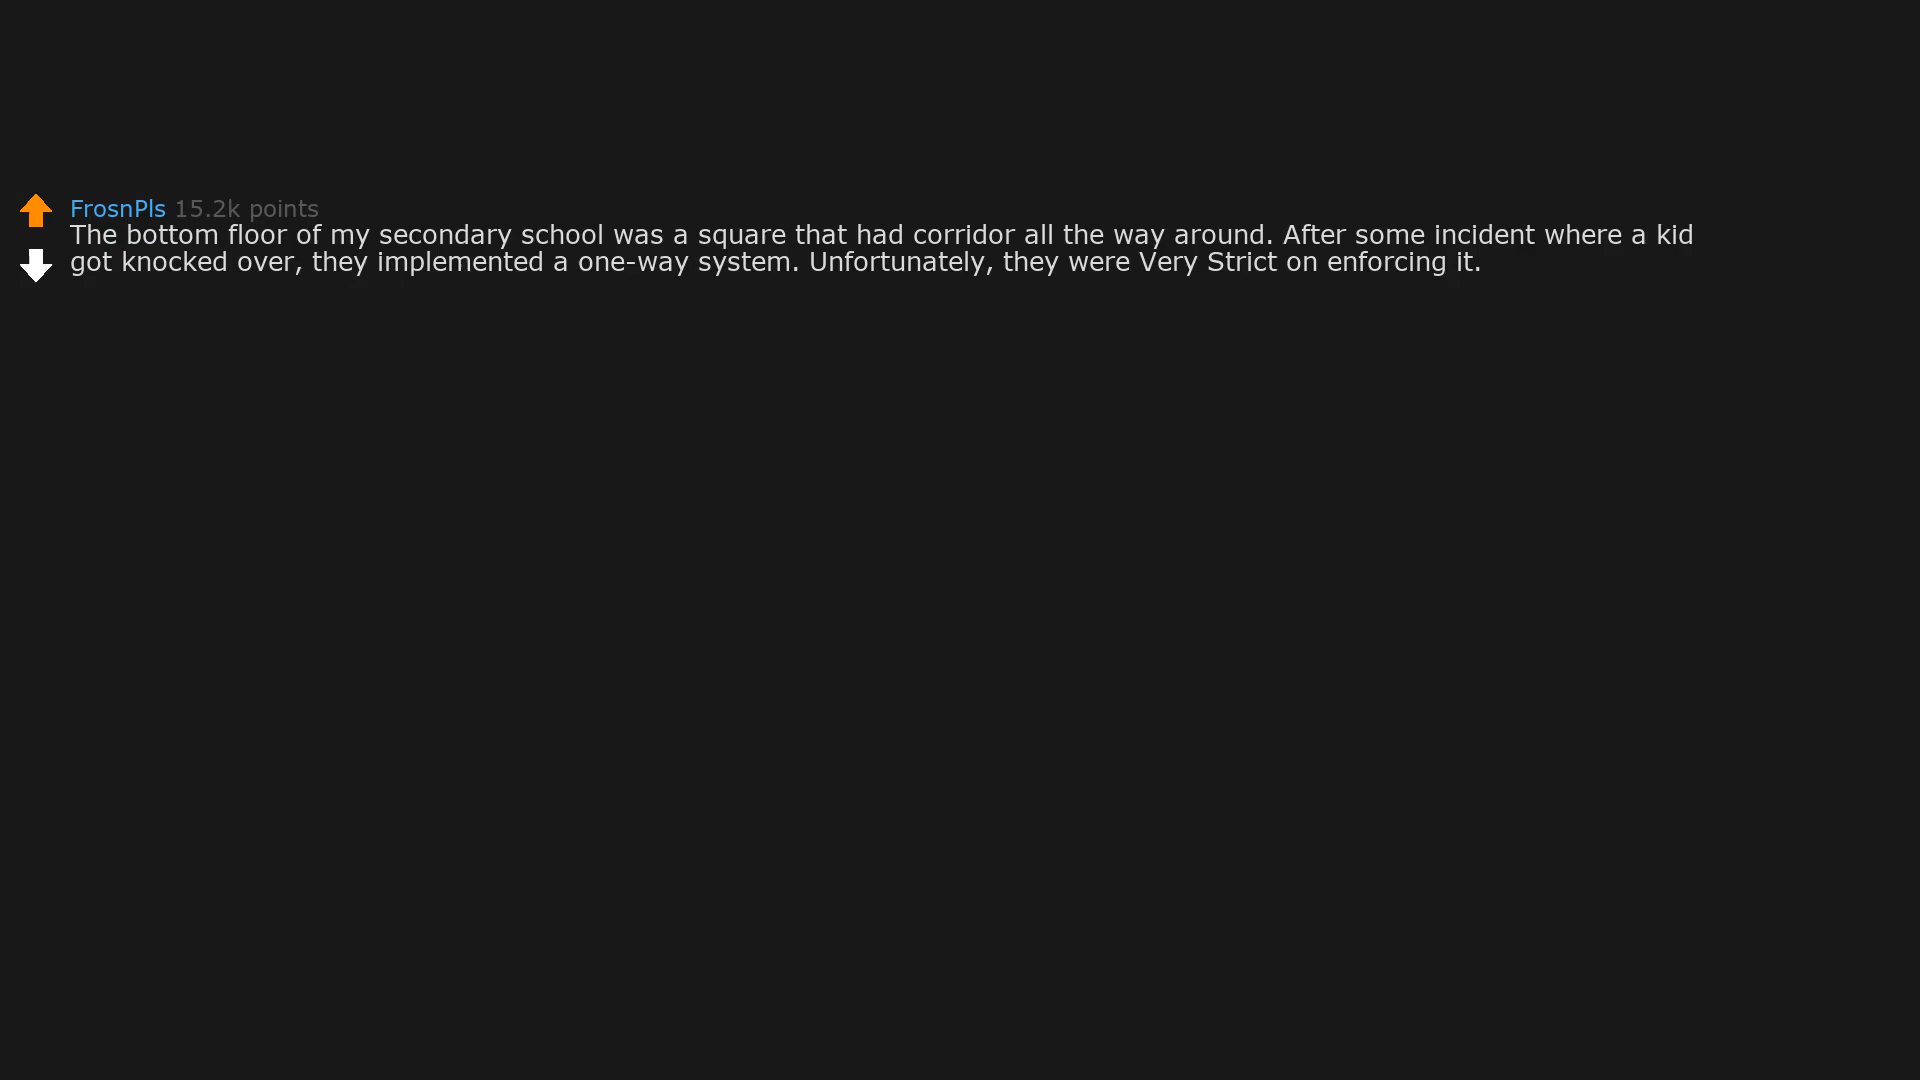 FrosnPls 15.2k points
The bottom floor of my secondary school was a square that had corridor all the way around. After some incident where a kid
got knocked over, they implemented a one-way system. Unfortunately, they were Very Strict on enforcing it.